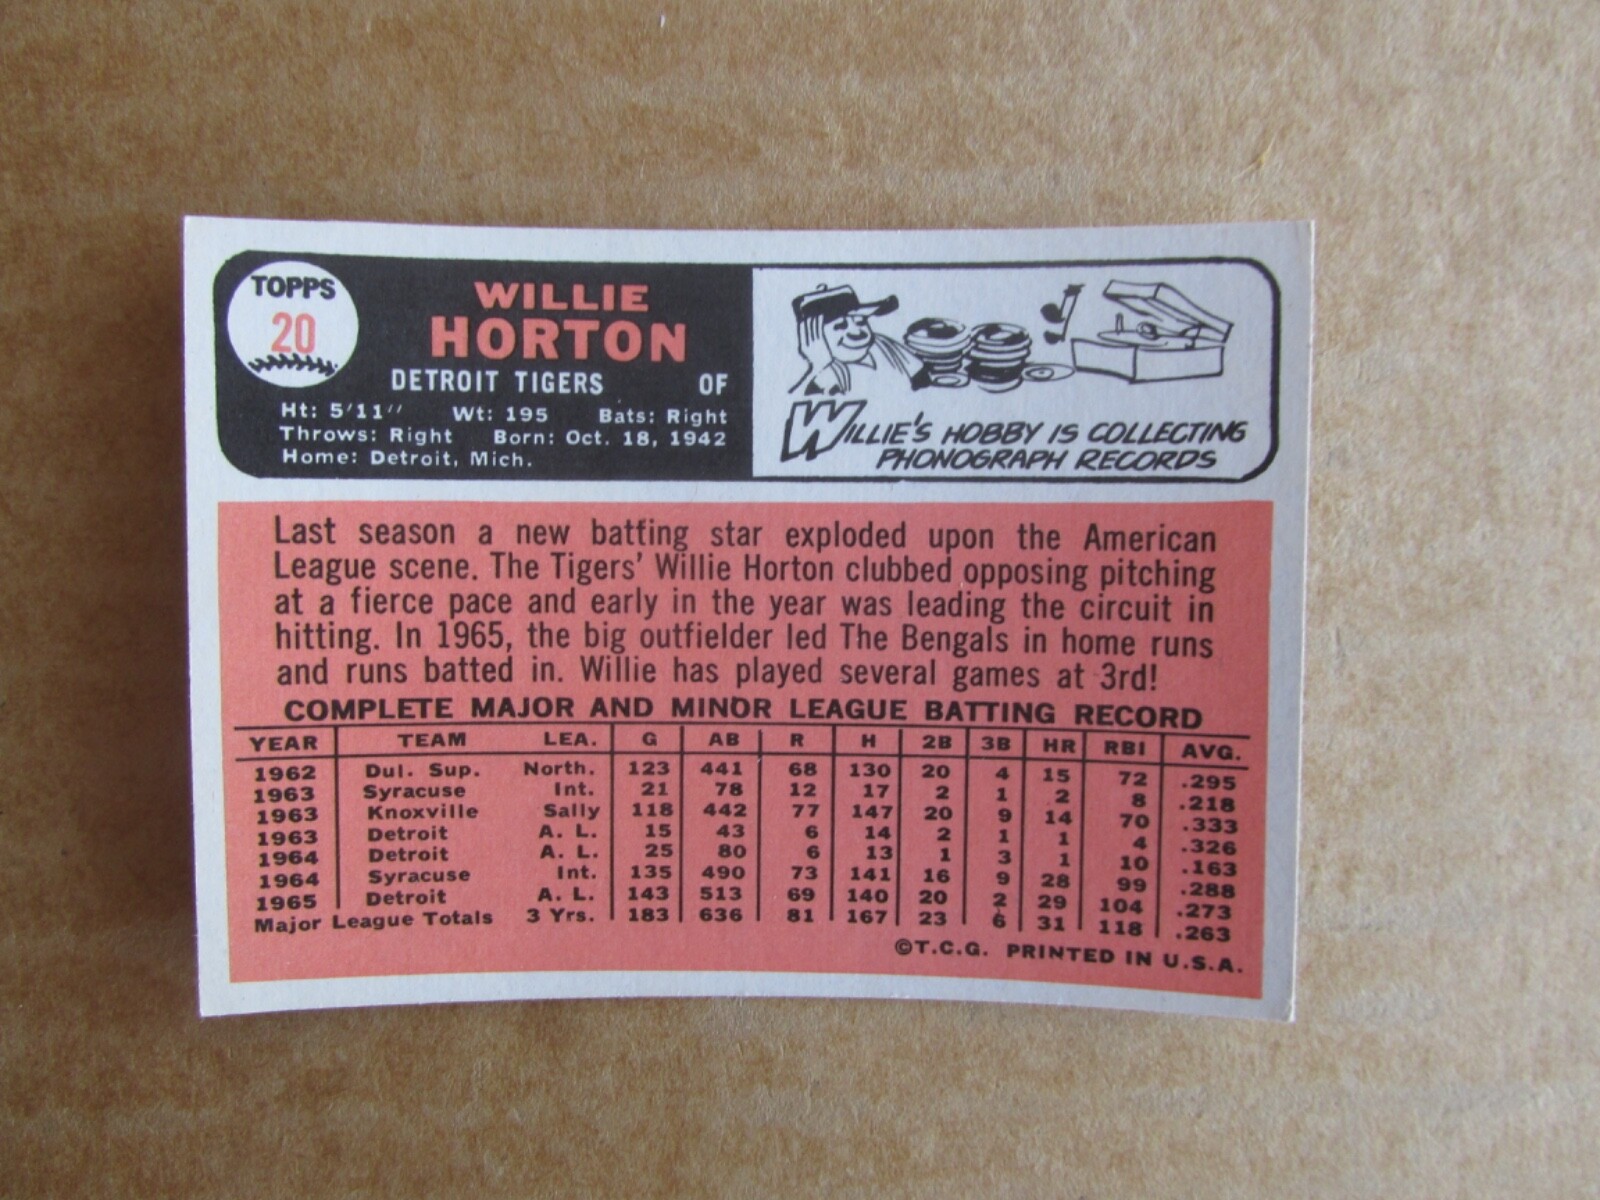 TOPPS
20
WILLIE
HORTON
DETROIT TIGERS OF
Ht: 5'11" Wt: 195 Bats: Right
Throws: Right Born: Oct. 18, 1942
Home: Detroit, Mich.
WILLIE'S HOBBY IS COLLECTING
PHONOGRAPH RECORDS
Last season a new batting star exploded upon the American
League scene. The Tigers' Willie Horton clubbed opposing pitching
at a fierce pace and early in the year was leading the circuit in
hitting. In 1965, the big outfielder led The Bengals in home runs
and runs batted in. Willie has played several games at 3rd!
COMPLETE MAJOR AND MINOR LEAGUE BATTING RECORD
YEAR TEAM LEA. G AB R H 2B 3B HR RBI AVG.
1962 Dul. Sup. North. 123 441 68 130 20 4 15 72 .295
1963 Syracuse Int. 21 78 12 17 2 1 2 8 .218
1963 Knoxville Sally 118 442 77 147 20 9 14 70 .333
1963 Detroit A. L. 15 43 6 14 2 1 1 4 .326
1964 Detroit A. L. 25 80 6 13 1 3 1 10 .163
1964 Syracuse Int. 135 490 73 141 16 9 28 99 .288
1965 Detroit A. L. 143 513 69 140 20 2 29 104 .273
Major League Totals 3 Yrs. 183 636 81 167 23 6 31 118 .263
©T.C.G. PRINTED IN U.S.A.